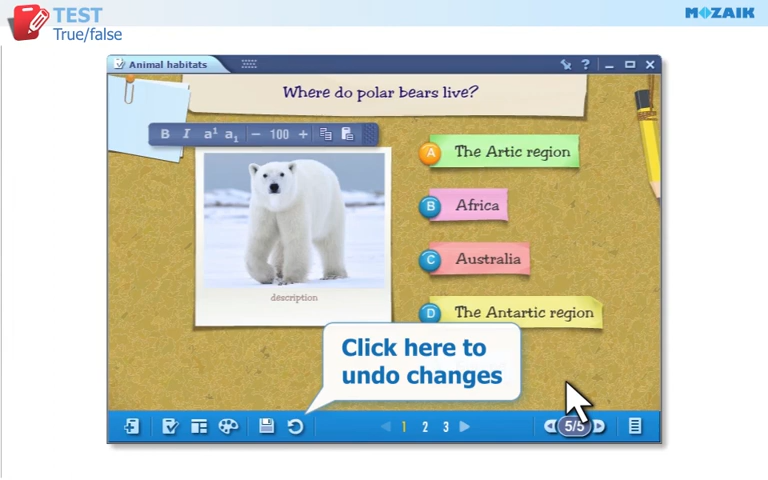 TEST
True/false
MOZAIK
Animal habitats
Where do polar bears live?
B I a¹ a₁ − 100 +
A The Artic region
B Africa
C Australia
D The Antartic region
description
Click here to
undo changes
1 2 3
5/5